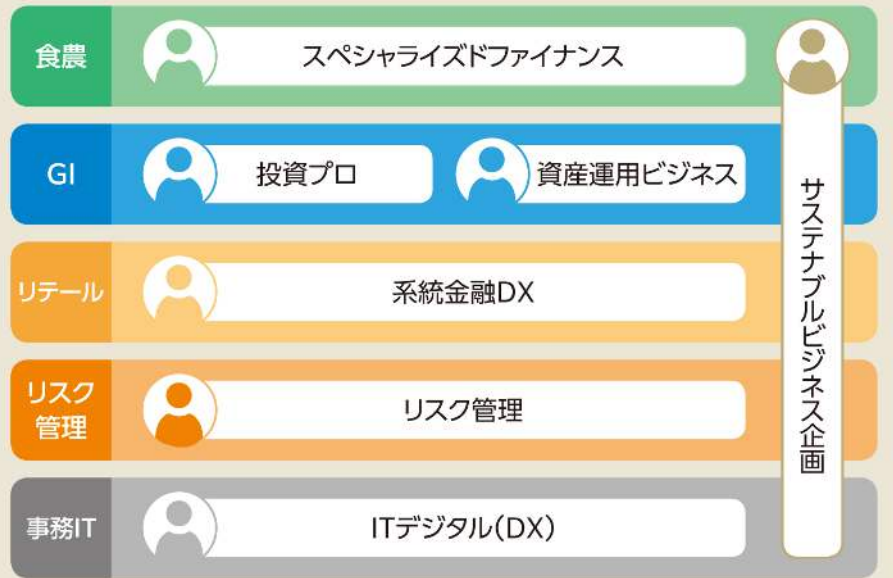 食農
スペシャライズドファイナンス
GI
投資プロ
資産運用ビジネス
リテール
系統金融DX
リスク
管理
リスク管理
事務IT
ITデジタル(DX)
サステナブルビジネス企画